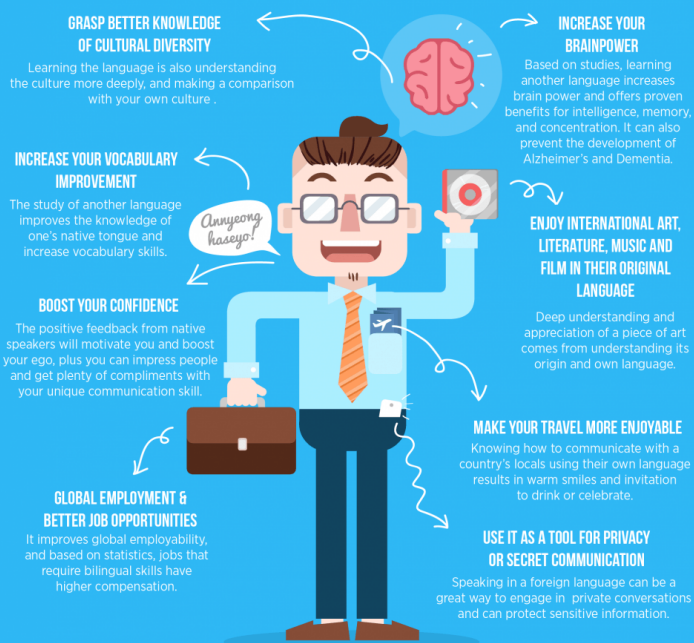 GRASP BETTER KNOWLEDGE
OF CULTURAL DIVERSITY
Learning the language is also understanding
the culture more deeply, and making a comparison
with your own culture .
INCREASE YOUR
BRAINPOWER
Based on studies, learning
another language increases
brain power and offers proven
benefits for intelligence, memory,
and concentration. It can also
prevent the development of
Alzheimer's and Dementia.
INCREASE YOUR VOCABULARY
IMPROVEMENT
The study of another language
improves the knowledge of
one's native tongue and
increase vocabulary skills.
Annyeong
haseyo!
ENJOY INTERNATIONAL ART,
LITERATURE, MUSIC AND
FILM IN THEIR ORIGINAL
LANGUAGE
Deep understanding and
appreciation of a piece of art
comes from understanding its
origin and own language.
BOOST YOUR CONFIDENCE
The positive feedback from native
speakers will motivate you and boost
your ego, plus you can impress people
and get plenty of compliments with
your unique communication skill.
MAKE YOUR TRAVEL MORE ENJOYABLE
Knowing how to communicate with a
country's locals using their own language
results in warm smiles and invitation
to drink or celebrate.
GLOBAL EMPLOYMENT &
BETTER JOB OPPORTUNITIES
It improves global employability,
and based on statistics, jobs that
require bilingual skills have
higher compensation.
USE IT AS A TOOL FOR PRIVACY
OR SECRET COMMUNICATION
Speaking in a foreign language can be a
great way to engage in private conversations
and can protect sensitive information.